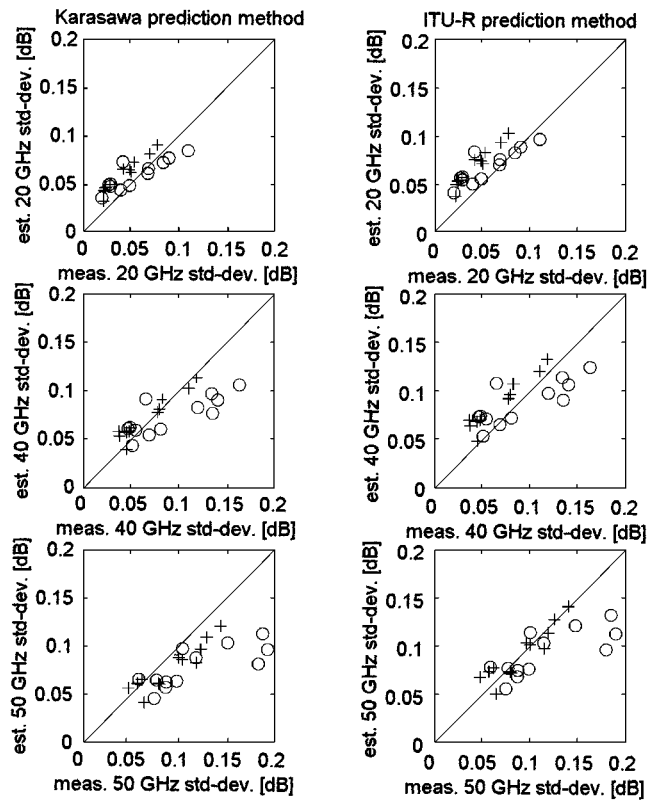 Karasawa prediction method
ITU-R prediction method
est. 20 GHz std-dev. [dB]
0.2
0.15
0.1
0.05
0
0 0.05 0.1 0.15 0.2
meas. 20 GHz std-dev. [dB]
est. 20 GHz std-dev. [dB]
0.2
0.15
0.1
0.05
0
0 0.05 0.1 0.15 0.2
meas. 20 GHz std-dev. [dB]
est. 40 GHz std-dev. [dB]
0.2
0.15
0.1
0.05
0
0 0.05 0.1 0.15 0.2
meas. 40 GHz std-dev. [dB]
est. 40 GHz std-dev. [dB]
0.2
0.15
0.1
0.05
0
0 0.05 0.1 0.15 0.2
meas. 40 GHz std-dev. [dB]
est. 50 GHz std-dev. [dB]
0.2
0.15
0.1
0.05
0
0 0.05 0.1 0.15 0.2
meas. 50 GHz std-dev. [dB]
est. 50 GHz std-dev. [dB]
0.2
0.15
0.1
0.05
0
0 0.05 0.1 0.15 0.2
meas. 50 GHz std-dev. [dB]